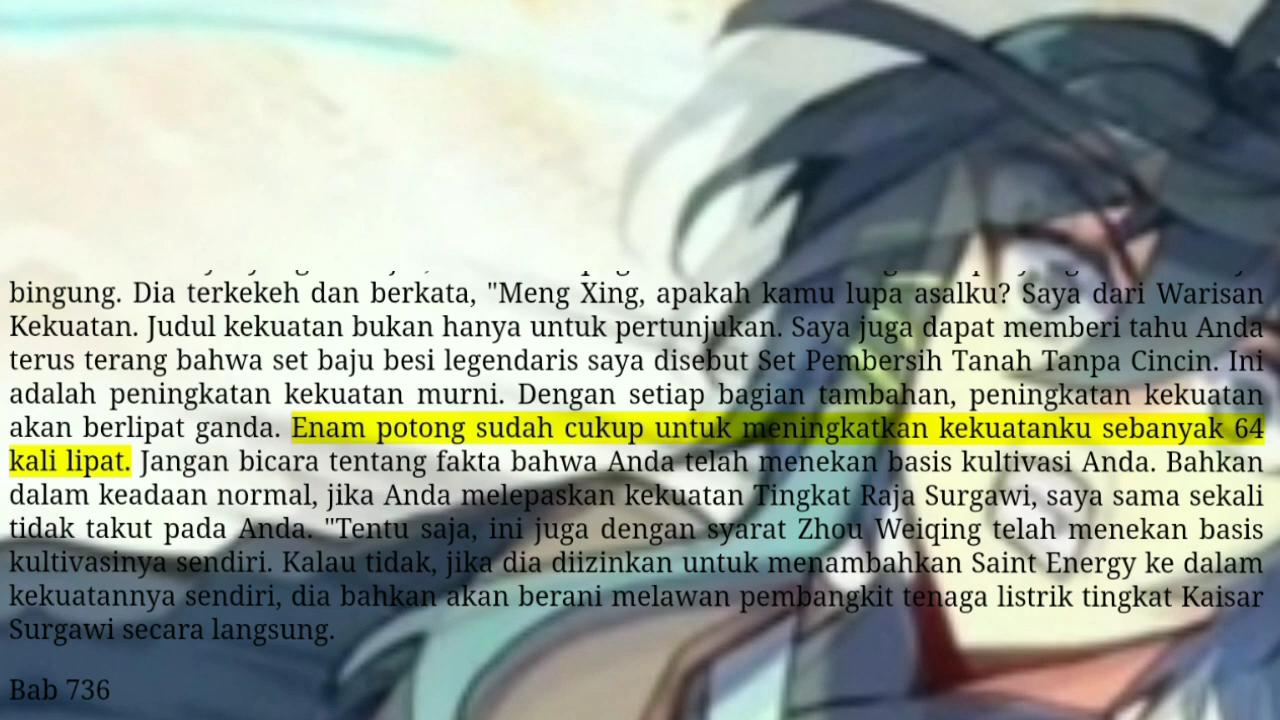 bingung. Dia terkekeh dan berkata, "Meng Xing, apakah kamu lupa asalku? Saya dari Warisan
Kekuatan. Judul kekuatan bukan hanya untuk pertunjukan. Saya juga dapat memberi tahu Anda
terus terang bahwa set baju besi legendaris saya disebut Set Pembersih Tanah Tanpa Cincin. Ini
adalah peningkatan kekuatan murni. Dengan setiap bagian tambahan, peningkatan kekuatan
akan berlipat ganda. Enam potong sudah cukup untuk meningkatkan kekuatanku sebanyak 64
kali lipat. Jangan bicara tentang fakta bahwa Anda telah menekan basis kultivasi Anda. Bahkan
dalam keadaan normal, jika Anda melepaskan kekuatan Tingkat Raja Surgawi, saya sama sekali
tidak takut pada Anda. "Tentu saja, ini juga dengan syarat Zhou Weiqing telah menekan basis
kultivasinya sendiri. Kalau tidak, jika dia diizinkan untuk menambahkan Saint Energy ke dalam
kekuatannya sendiri, dia bahkan akan berani melawan pembangkit tenaga listrik tingkat Kaisar
Surgawi secara langsung.
Bab 736